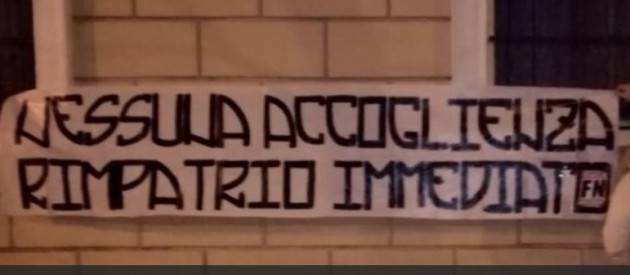 NESSUNA ACCOGLIENZA
RIMPATRIO IMMEDIATO
FN